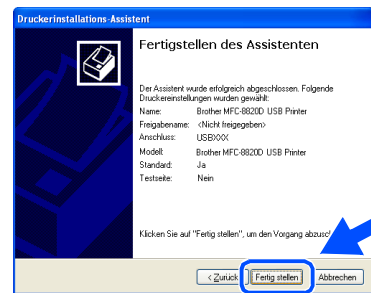 Druckerinstallations-Assistent
Fertigstellen des Assistenten
Der Assistent wurde erfolgreich abgeschlossen. Folgende
Druckereinstellungen wurden gewählt:
Name: Brother MFC-8820D USB Printer
Freigabename: <Nicht freigegeben>
Anschluss: USBXXX
Modell: Brother MFC-8820D USB Printer
Standard: Ja
Testseite: Nein
Klicken Sie auf "Fertig stellen", um den Vorgang
< Zurück Fertig stellen Abbrechen